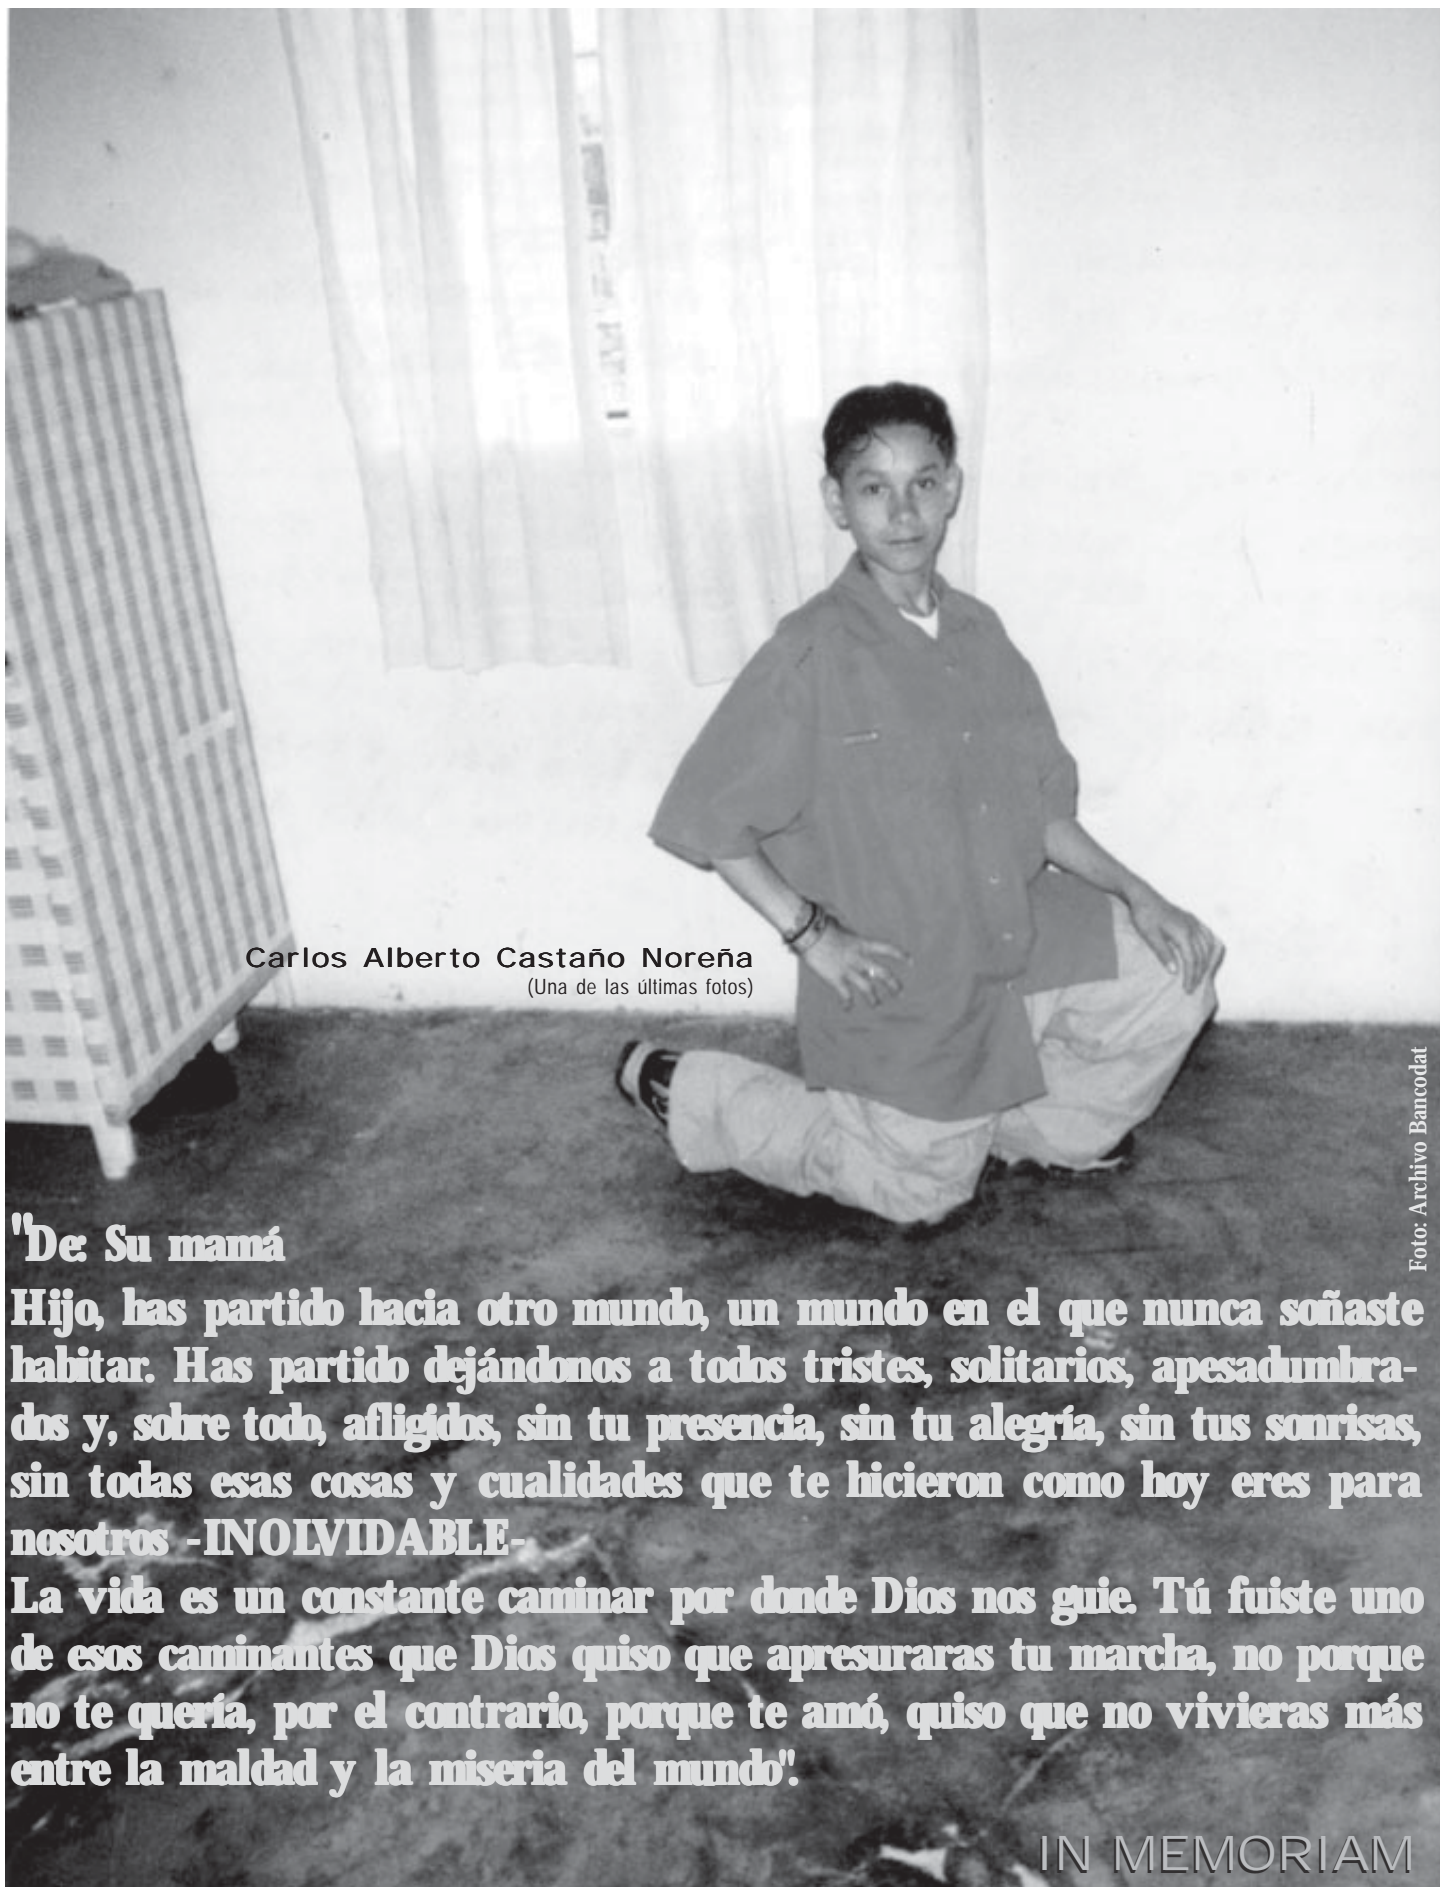 Carlos Alberto Castaño Noreña
(Una de las últimas fotos)
Foto: Archivo Bancodat
"De: Su mamá
Hijo, has partido hacia otro mundo, un mundo en el que nunca soñaste
habitar. Has partido dejándonos a todos tristes, solitarios, apesadumbra-
dos y, sobre todo, afligidos, sin tu presencia, sin tu alegría, sin tus sonrisas,
sin todas esas cosas y cualidades que te hicieron como hoy eres para
nosotros -INOLVIDABLE-
La vida es un constante caminar por donde Dios nos guie. Tú fuiste uno
de esos caminantes que Dios quiso que apresuraras tu marcha, no porque
no te quería, por el contrario, porque te amó, quiso que no vivieras más
entre la maldad y la miseria del mundo".
IN MEMORIAM